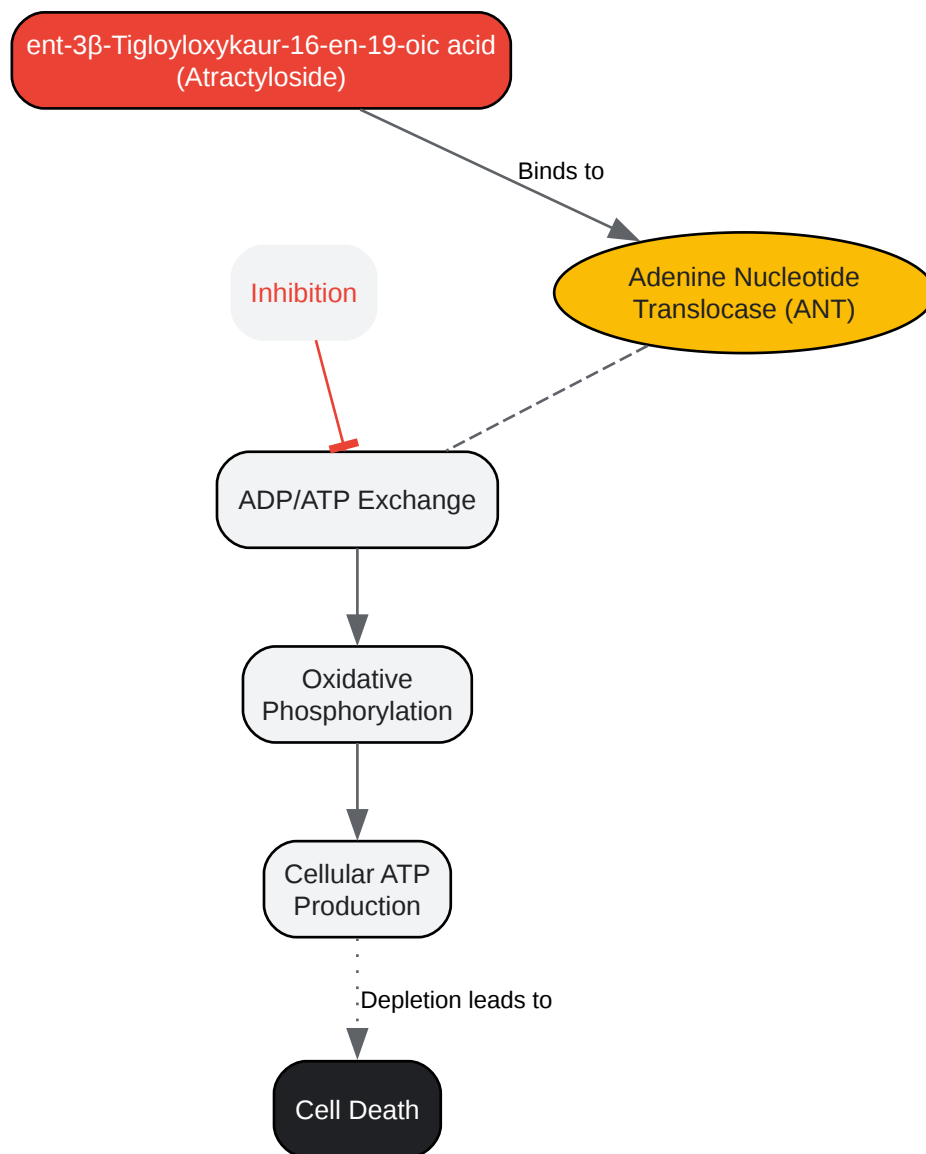 ent-3β-Tigloyloxykaur-16-en-19-oic acid
(Atractyloside)
Binds to
Adenine Nucleotide
Translocase (ANT)
Inhibition
ADP/ATP Exchange
Oxidative
Phosphorylation
Cellular ATP
Production
Depletion leads to
Cell Death